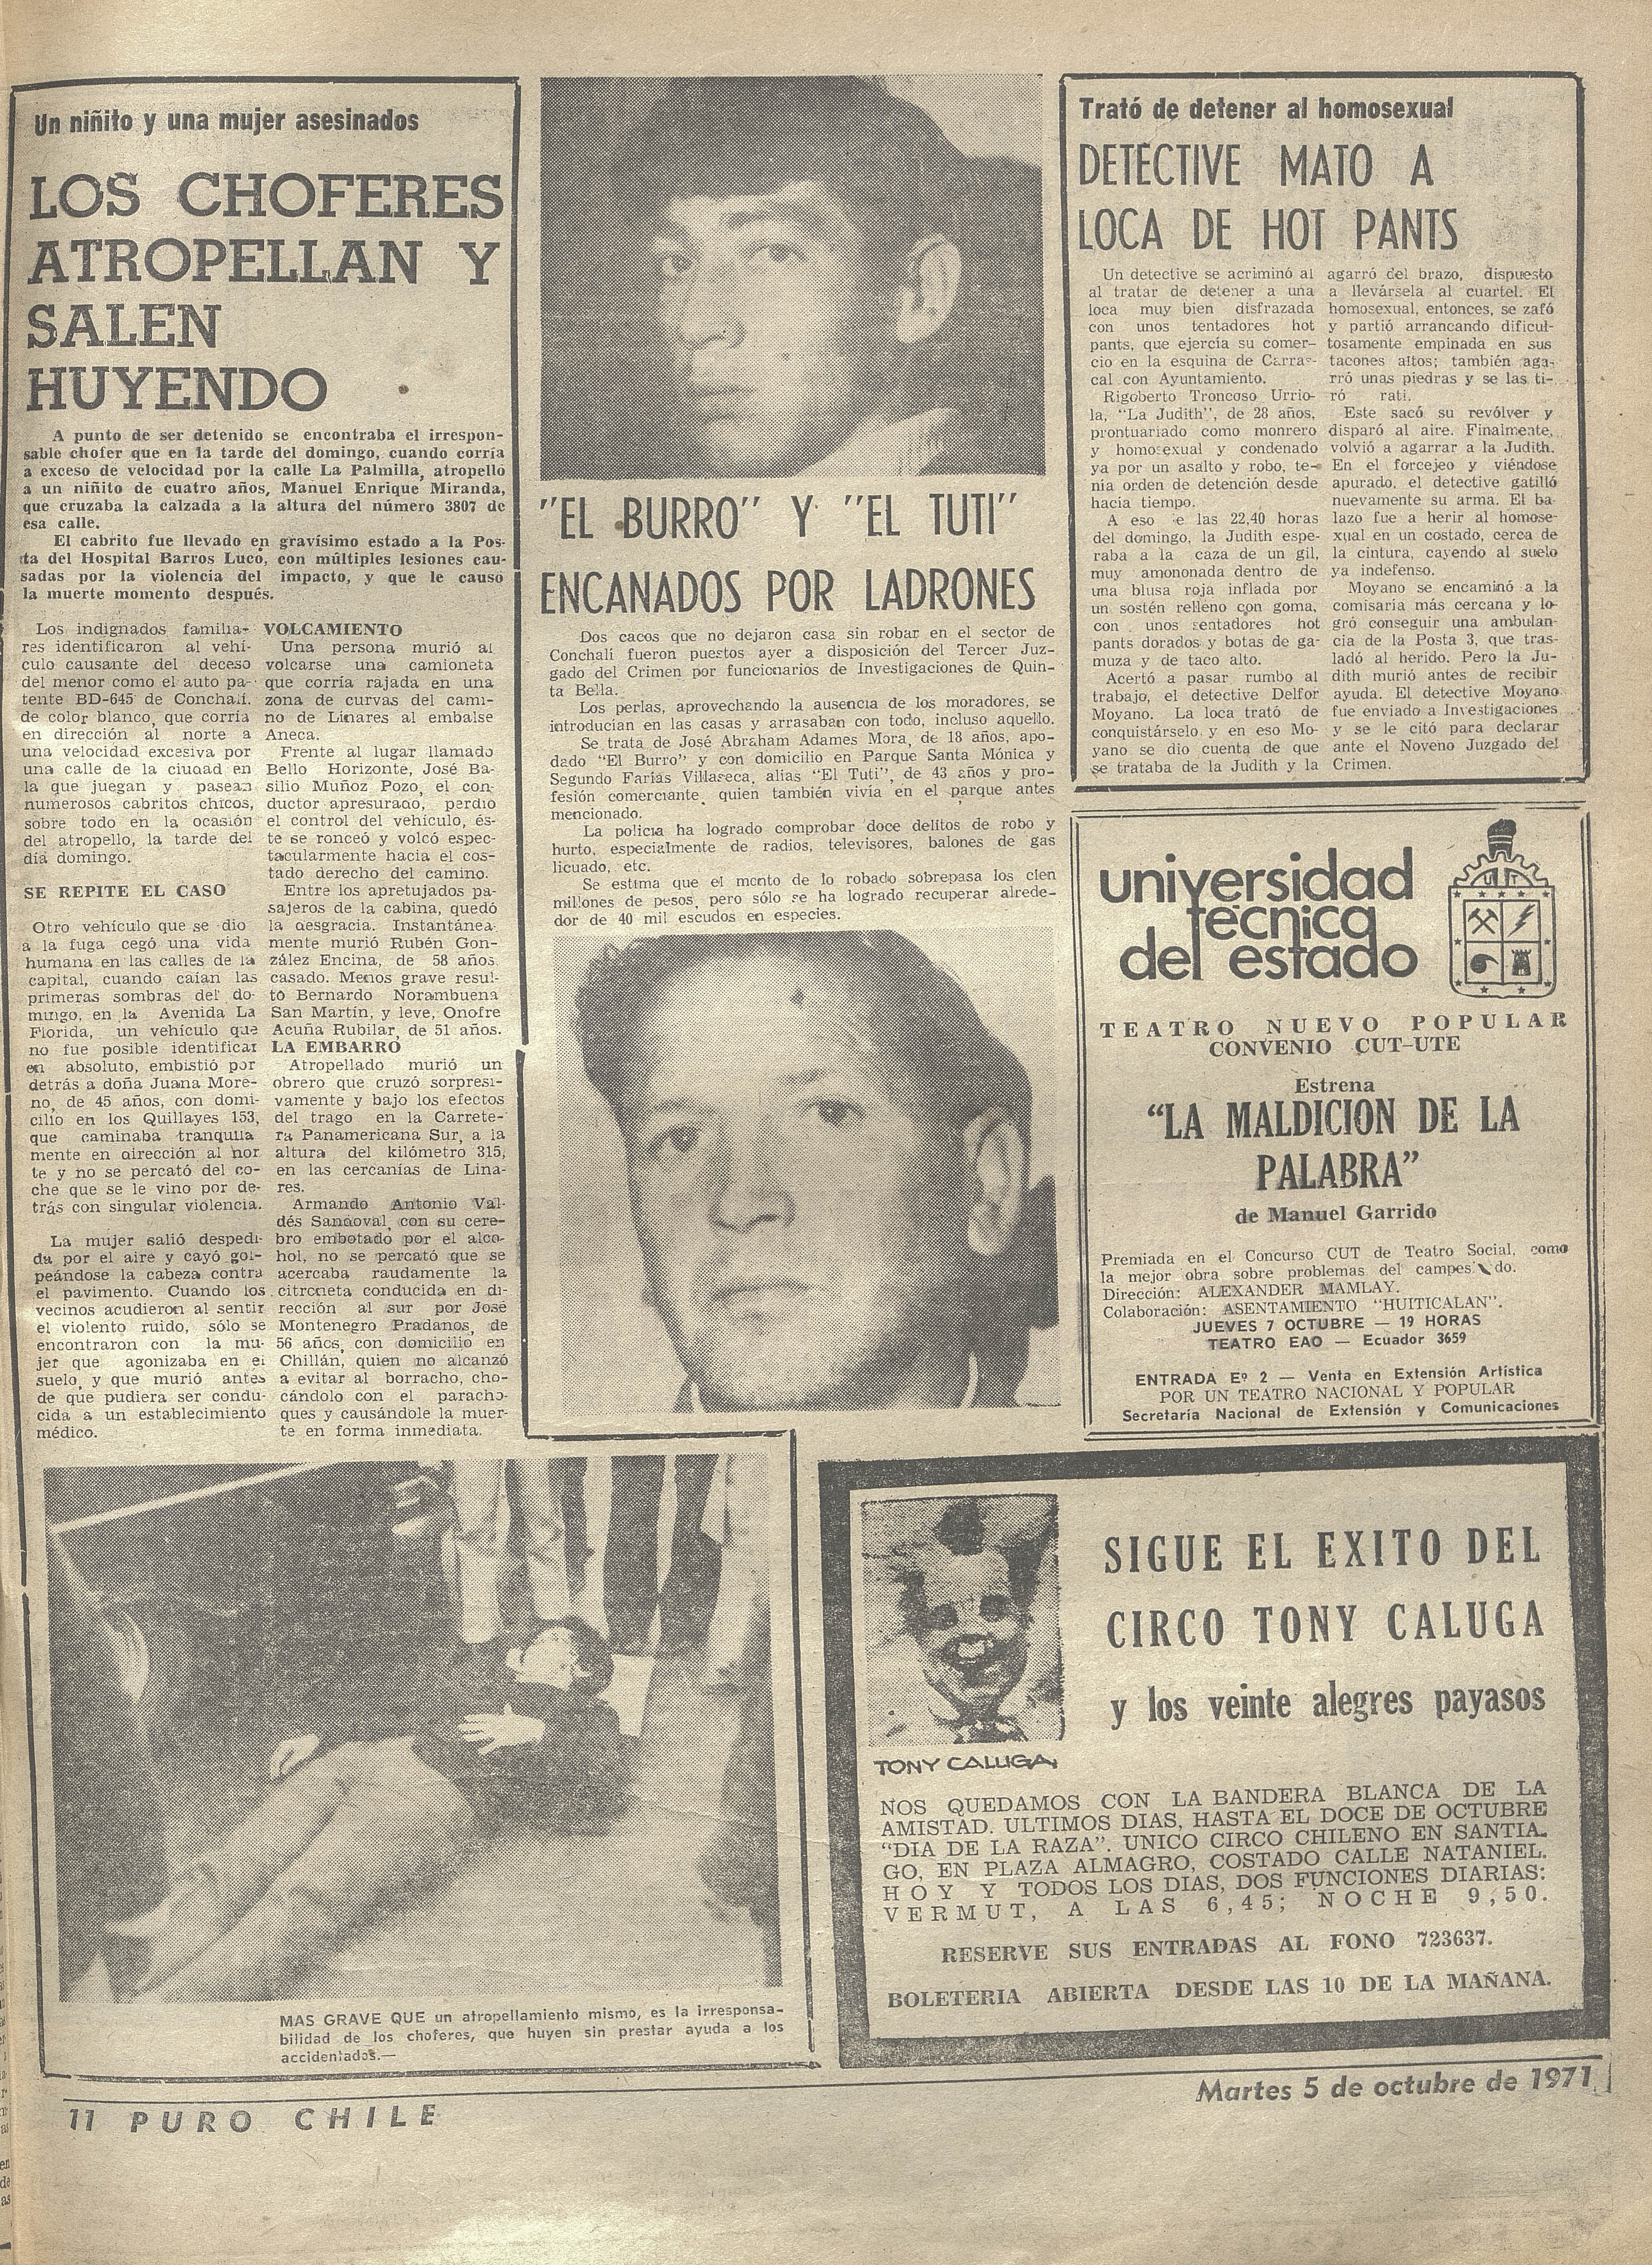 Un niñito y una mujer asesinados
LOS CHOFERES
ATROPELLAN Y
SALEN
HUYENDO
A punto de ser detenido se encontraba el irrespon-
sable chofer que en la tarde del domingo, cuando corría
a exceso de velocidad por la calle La Palmilla, atropelló
a un niñito de cuatro años, Manuel Enrique Miranda,
que cruzaba la calzada a la altura del número 3807 de
esa calle.
El cabrito fue llevado en gravísimo estado a la Pos-
ta del Hospital Barros Luco, con múltiples lesiones cau-
sadas por la violencia del impacto, y que le causó
la muerte momento después.
Los indignados familia-
res identificaron al vehí-
culo causante del deceso
del menor como el auto pa-
tente BD-645 de Conchalí,
de color blanco, que corría
en dirección al norte a
una velocidad excesiva por
una calle de la ciudad en
la que juegan y pasean
numerosos cabritos chicos,
sobre todo en la ocasión
del atropello, la tarde del
día domingo.
SE REPITE EL CASO
Otro vehículo que se dio
a la fuga cegó una vida
humana en las calles de la
capital, cuando caían las
primeras sombras del do-
mingo, en la Avenida La
Florida, un vehículo que
no fue posible identificar
en absoluto, embistió por
detrás a doña Juana More-
no, de 45 años, con domi-
cilio en los Quillayes 153,
que caminaba tranquila
mente en dirección al nor
te y no se percató del co-
che que se le vino por de-
trás con singular violencia.
La mujer salió despedi-
da por el aire y cayó gol-
peándose la cabeza contra
el pavimento. Cuando los
vecinos acudieron al sentir
el violento ruido, sólo se
encontraron con la mu-
jer que agonizaba en el
suelo, y que murió antes
de que pudiera ser condu-
cida a un establecimiento
médico.
VOLCAMIENTO
Una persona murió al
volcarse una camioneta
que corría rajada en una
zona de curvas del cami-
no de Linares al embalse
Aneca.
Frente al lugar llamado
Bello Horizonte, José Ba-
silio Muñoz Pozo, el con-
ductor apresurado, perdió
el control del vehículo, és-
te se ronceó y volcó espec-
tacularmente hacia el cos-
tado derecho del camino.
Entre los apretujados pa-
sajeros de la cabina, quedó
la desgracia. Instantánea-
mente murió Rubén Gon-
zález Encina, de 58 años,
casado. Menos grave resul-
tó Bernardo Norambuena
San Martín, y leve, Onofre
Acuña Rubilar, de 51 años.
LA EMBARRO
Atropellado murió un
obrero que cruzó sorpresi-
vamente y bajo los efectos
del trago en la Carrete-
ra Panamericana Sur, a la
altura del kilómetro 315,
en las cercanías de Lina-
res.
Armando Antonio Val-
dés Sandoval, con su cere-
bro embotado por el alco-
hol, no se percató que se
acercaba raudamente la
citroneta conducida en di-
rección al sur por José
Montenegro Pradanos, de
56 años, con domicilio en
Chillán, quien no alcanzó
a evitar al borracho, cho-
cándolo con el paracho-
ques y causándole la muer-
te en forma inmediata.
MAS GRAVE QUE un atropellamiento mismo, es la irresponsa-
bilidad de los choferes, que huyen sin prestar ayuda a los
accidentados.—
"EL BURRO" Y "EL TUTI"
ENCANADOS POR LADRONES
Dos cacos que no dejaron casa sin robar en el sector de
Conchalí fueron puestos ayer a disposición del Tercer Juz-
gado del Crimen por funcionarios de Investigaciones de Quin-
ta Bella.
Los perlas, aprovechando la ausencia de los moradores, se
introducían en las casas y arrasaban con todo, incluso aquello.
Se trata de José Abraham Adames Mora, de 18 años, apo-
dado "El Burro" y con domicilio en Parque Santa Mónica y
Segundo Farías Villaseca, alias "El Tuti", de 43 años y pro-
fesión comerciante, quien también vivía en el parque antes
mencionado.
La policía ha logrado comprobar doce delitos de robo y
hurto, especialmente de radios, televisores, balones de gas
licuado, etc.
Se estima que el monto de lo robado sobrepasa los cien
millones de pesos, pero sólo se ha logrado recuperar alrede-
dor de 40 mil escudos en especies.
Trató de detener al homosexual
DETECTIVE MATO A
LOCA DE HOT PANTS
Un detective se acriminó al
al tratar de detener a una
loca muy bien disfrazada
con unos tentadores hot
pants, que ejercía su comer-
cio en la esquina de Carras-
cal con Ayuntamiento.
Rigoberto Troncoso Urrio-
la, "La Judith", de 28 años,
prontuariado como monrero
y homosexual y condenado
ya por un asalto y robo, te-
nía orden de detención desde
hacía tiempo.
A eso e las 22,40 horas
del domingo, la Judith espe-
raba a la caza de un gil,
muy amononada dentro de
una blusa roja inflada por
un sostén relleno con goma,
con unos sentadores hot
pants dorados y botas de ga-
muza y de taco alto.
Acertó a pasar rumbo al
trabajo, el detective Delfor
Moyano. La loca trató de
conquistárselo y en eso Mo-
yano se dio cuenta de que
se trataba de la Judith y la
agarró del brazo, dispuesto
a llevársela al cuartel. El
homosexual, entonces, se zafó
y partió arrancando dificul-
tosamente empinada en sus
tacones altos; también aga-
rró unas piedras y se las ti-
ró rati.
Este sacó su revólver y
disparó al aire. Finalmente,
volvió a agarrar a la Judith.
En el forcejeo y viéndose
apurado, el detective gatilló
nuevamente su arma. El ba-
lazo fue a herir al homose-
xual en un costado, cerca de
la cintura, cayendo al suelo
ya indefenso.
Moyano se encaminó a la
comisaría más cercana y lo-
gró conseguir una ambulan-
cia de la Posta 3, que tras-
ladó al herido. Pero la Ju-
dith murió antes de recibir
ayuda. El detective Moyano
fue enviado a Investigaciones
y se le citó para declarar
ante el Noveno Juzgado del
Crimen.
universidad
técnica
del estado
UTE
TEATRO NUEVO POPULAR
CONVENIO CUT–UTE
Estrena
"LA MALDICION DE LA
PALABRA"
de Manuel Garrido
Premiada en el Concurso CUT de Teatro Social, como
la mejor obra sobre problemas del campes do.
Dirección: ALEXANDER MAMLAY.
Colaboración: ASENTAMIENTO "HUITICALAN".
JUEVES 7 OCTUBRE — 19 HORAS
TEATRO EAO — Ecuador 3659
ENTRADA Eº 2 — Venta en Extensión Artística
POR UN TEATRO NACIONAL Y POPULAR
Secretaría Nacional de Extensión y Comunicaciones
TONY CALUGA
SIGUE EL EXITO DEL
CIRCO TONY CALUGA
y los veinte alegres payasos
NOS QUEDAMOS CON LA BANDERA BLANCA DE LA
AMISTAD. ULTIMOS DIAS, HASTA EL DOCE DE OCTUBRE
"DIA DE LA RAZA". UNICO CIRCO CHILENO EN SANTIA-
GO, EN PLAZA ALMAGRO, COSTADO CALLE NATANIEL.
HOY Y TODOS LOS DIAS, DOS FUNCIONES DIARIAS:
VERMUT, A LAS 6,45; NOCHE 9,50.
RESERVE SUS ENTRADAS AL FONO 723637.
BOLETERIA ABIERTA DESDE LAS 10 DE LA MAÑANA.
11 PURO CHILE
Martes 5 de octubre de 1971